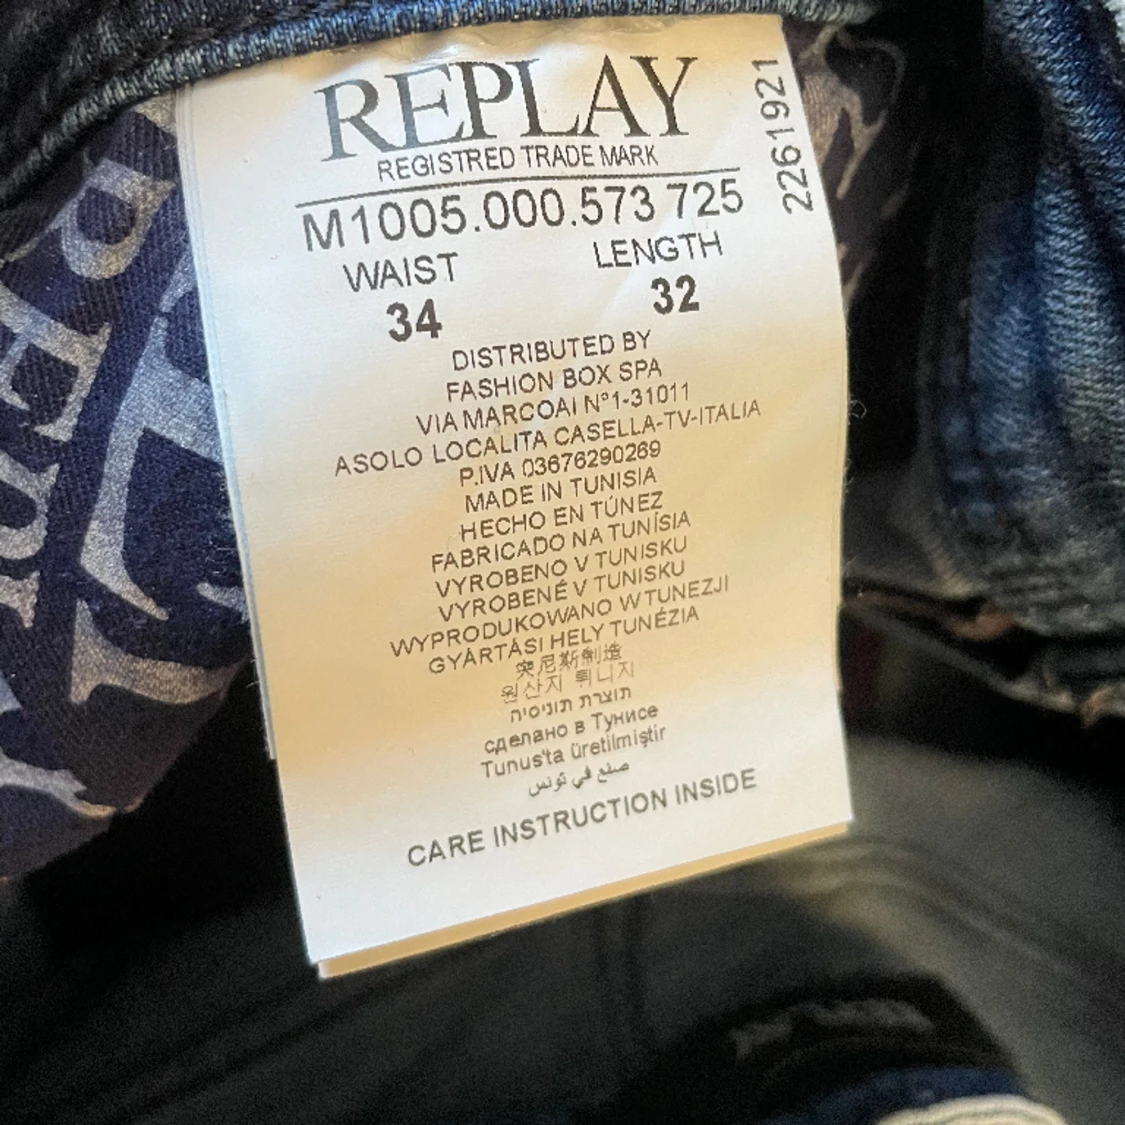 REPLAY
REGISTRED TRADE MARK
M1005.000.573 725
2261921
WAIST LENGTH
34 32
DISTRIBUTED BY
FASHION BOX SPA
VIA MARCOAI N°1-31011
ASOLO LOCALITA CASELLA-TV-ITALIA
P.IVA 03676290269
MADE IN TUNISIA
HECHO EN TÚNEZ
FABRICADO NA TUNÍSIA
VYROBENO V TUNISKU
VYROBENÉ V TUNISKU
WYPRODUKOWANO W TUNEZJI
GYÁRTÁSI HELY TUNÉZIA
突尼斯制造
원산지 튀니지
תוצרת תוניסיה
сделано в Тунисе
Tunus'ta üretilmiştir
صنع في تونس
CARE INSTRUCTION INSIDE